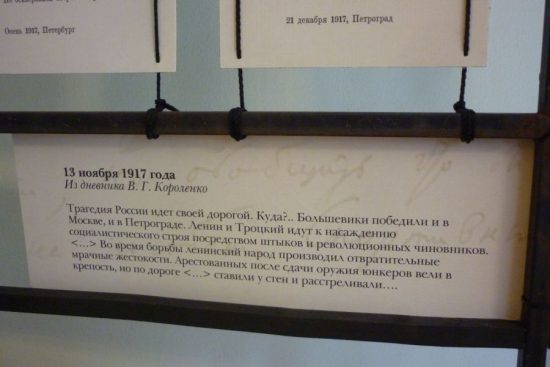 Осень 1917, Петербург
21 декабря 1917, Петроград
13 ноября 1917 года
Из дневника В. Г. Короленко
Трагедия России идет своей дорогой. Куда?.. Большевики победили и в
Москве, и в Петрограде. Ленин и Троцкий идут к насаждению
социалистического строя посредством штыков и революционных чиновников.
<...> Во время борьбы ленинский народ производил отвратительные
мрачные жестокости. Арестованных после сдачи оружия юнкеров вели в
крепость, но по дороге <...> ставили у стен и расстреливали....